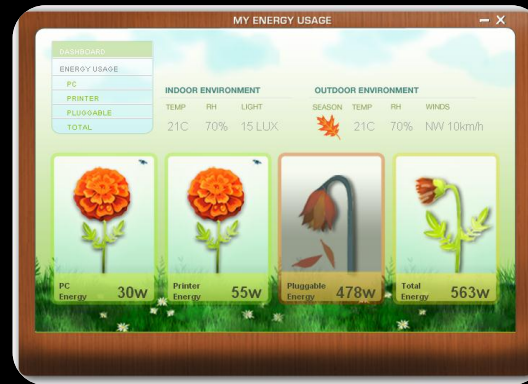 MY ENERGY USAGE
DASHBOARD
ENERGY USAGE
PC
PRINTER
PLUGGABLE
TOTAL
INDOOR ENVIRONMENT
TEMP RH LIGHT
21C 70% 15 LUX
OUTDOOR ENVIRONMENT
SEASON TEMP RH WINDS
21C 70% NW 10km/h
PC
Energy 30w
Printer
Energy 55w
Pluggable
Energy 478w
Total
Energy 563w